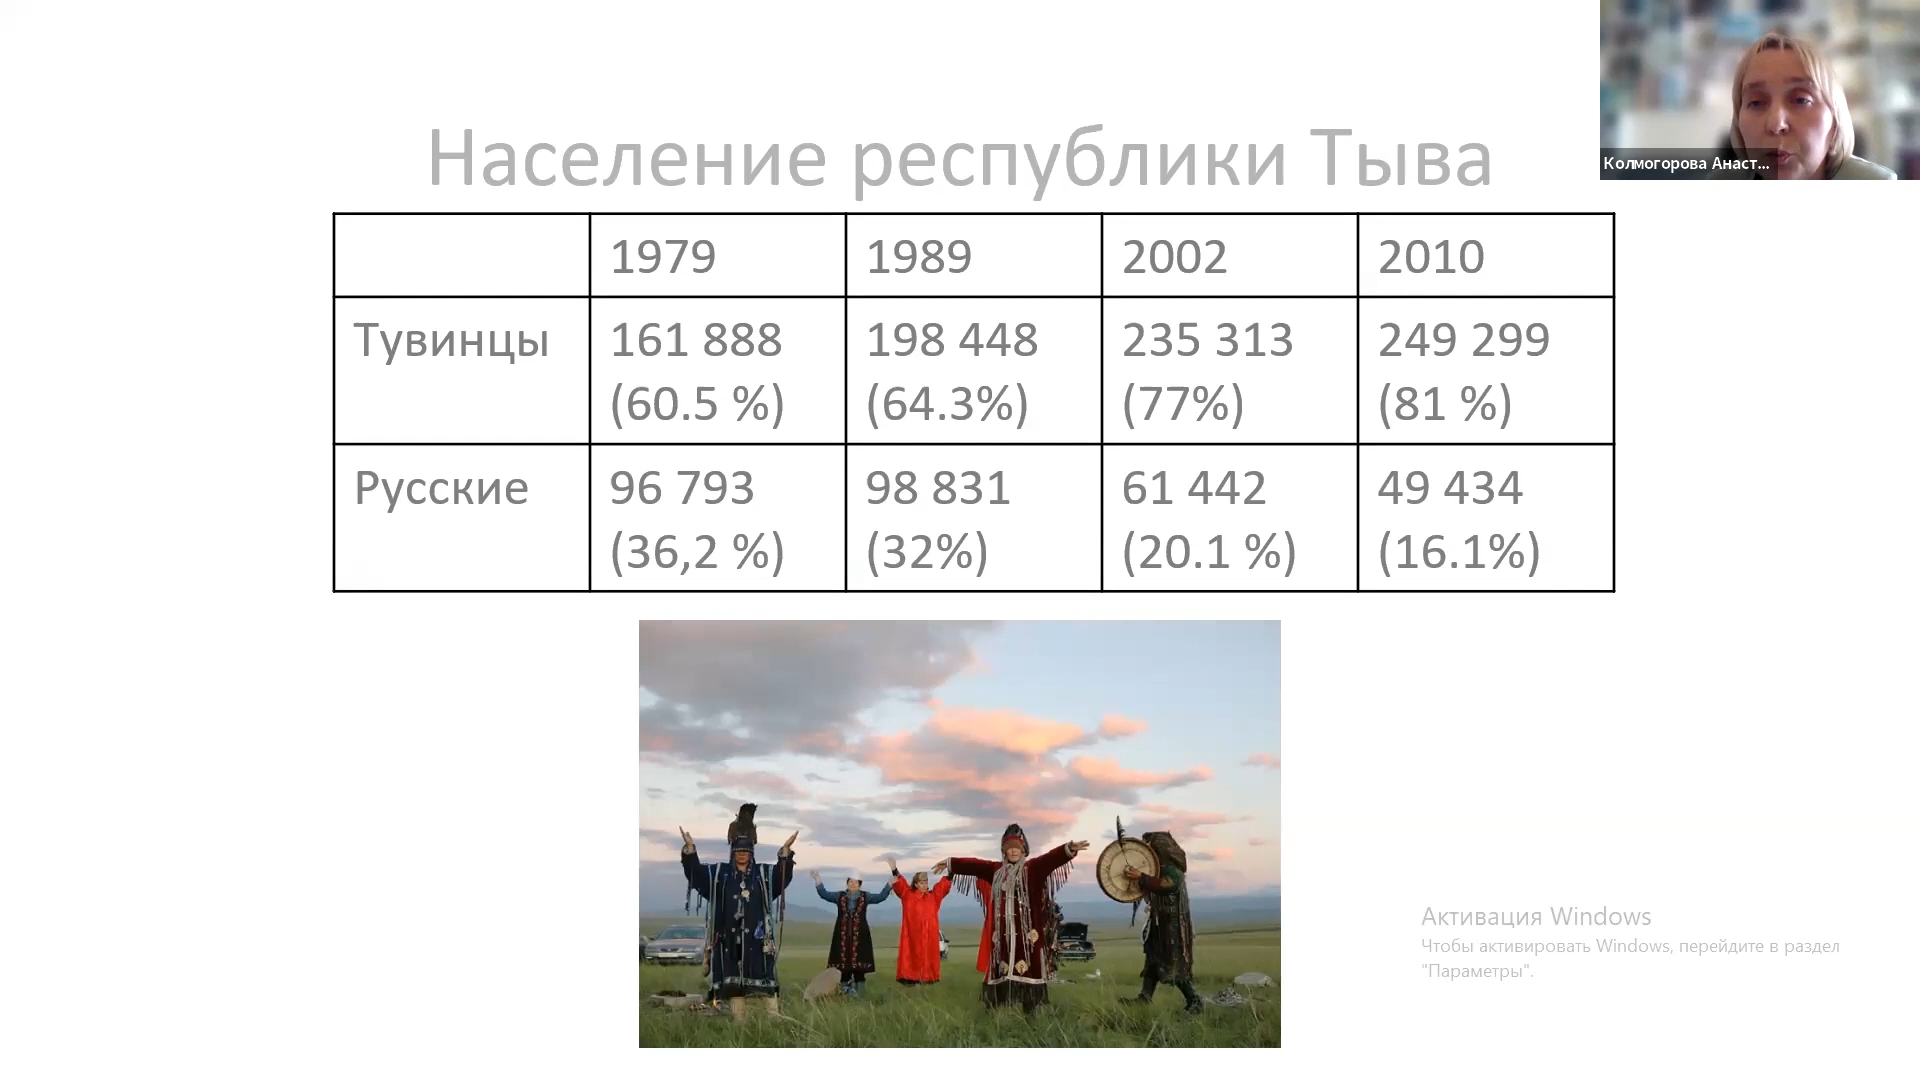 Население республики Тыва
Колмогорова Анаст...
1979 1989 2002 2010
Тувинцы 161 888 198 448 235 313 249 299
(60.5 %) (64.3%) (77%) (81 %)
Русские 96 793 98 831 61 442 49 434
(36,2 %) (32%) (20.1 %) (16.1%)
Активация Windows
Чтобы активировать Windows, перейдите в раздел
"Параметры".